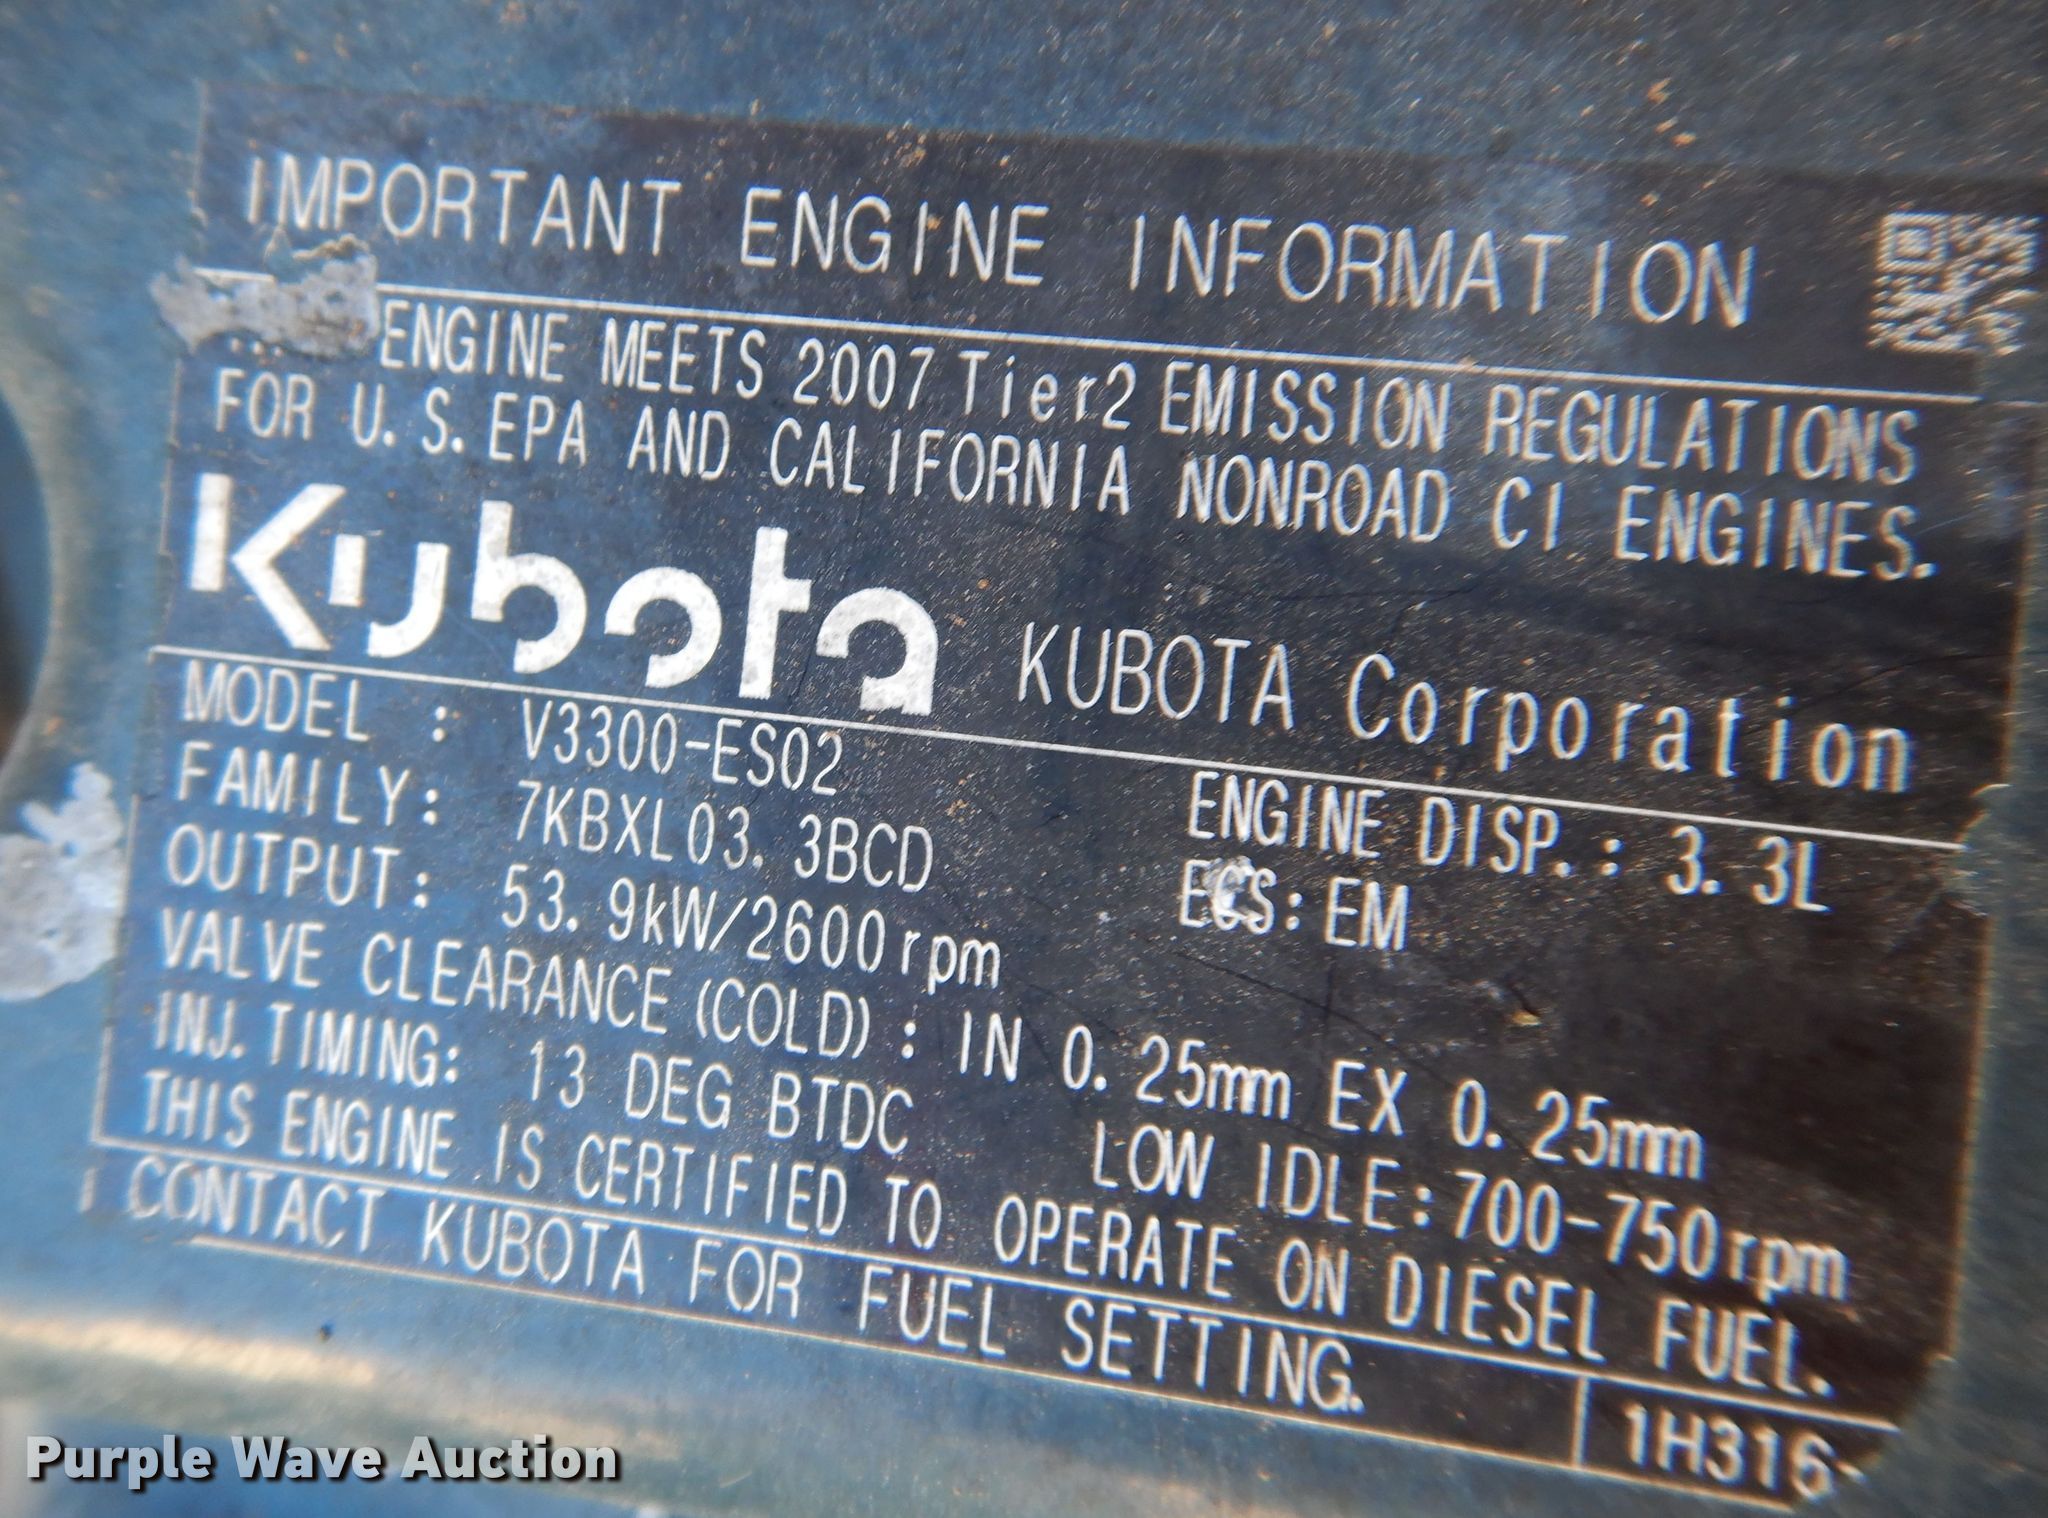 IMPORTANT ENGINE INFORMATION
ENGINE MEETS 2007 Tier2 EMISSION REGULATIONS
FOR U.S. EPA AND CALIFORNIA NONROAD CI ENGINES.
Kubota KUBOTA Corporation
MODEL : V3300-ES02 ENGINE DISP.: 3.3L
FAMILY: 7KBXL03.3BCD ECS: EM
OUTPUT: 53.9kW/2600rpm
VALVE CLEARANCE (COLD) : IN 0.25mm EX 0.25mm
INJ. TIMING: 13 DEG BTDC LOW IDLE: 700-750rpm
THIS ENGINE IS CERTIFIED TO OPERATE ON DIESEL FUEL.
CONTACT KUBOTA FOR FUEL SETTING.
1H316-
Purple Wave Auction